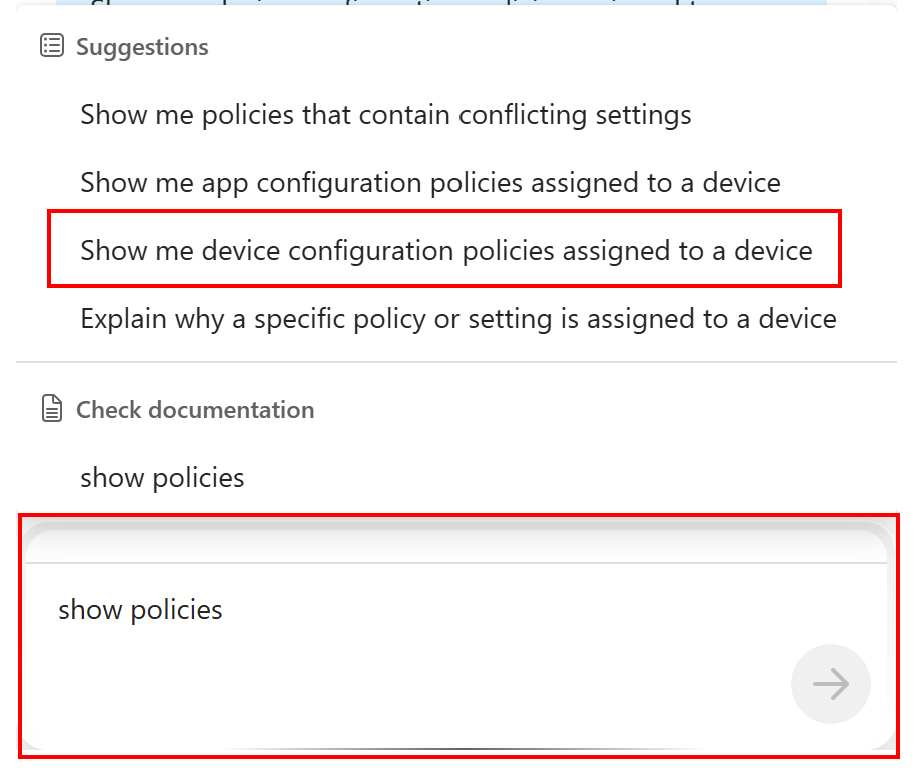 Suggestions
Show me policies that contain conflicting settings
Show me app configuration policies assigned to a device
Show me device configuration policies assigned to a device
Explain why a specific policy or setting is assigned to a device
Check documentation
show policies
show policies